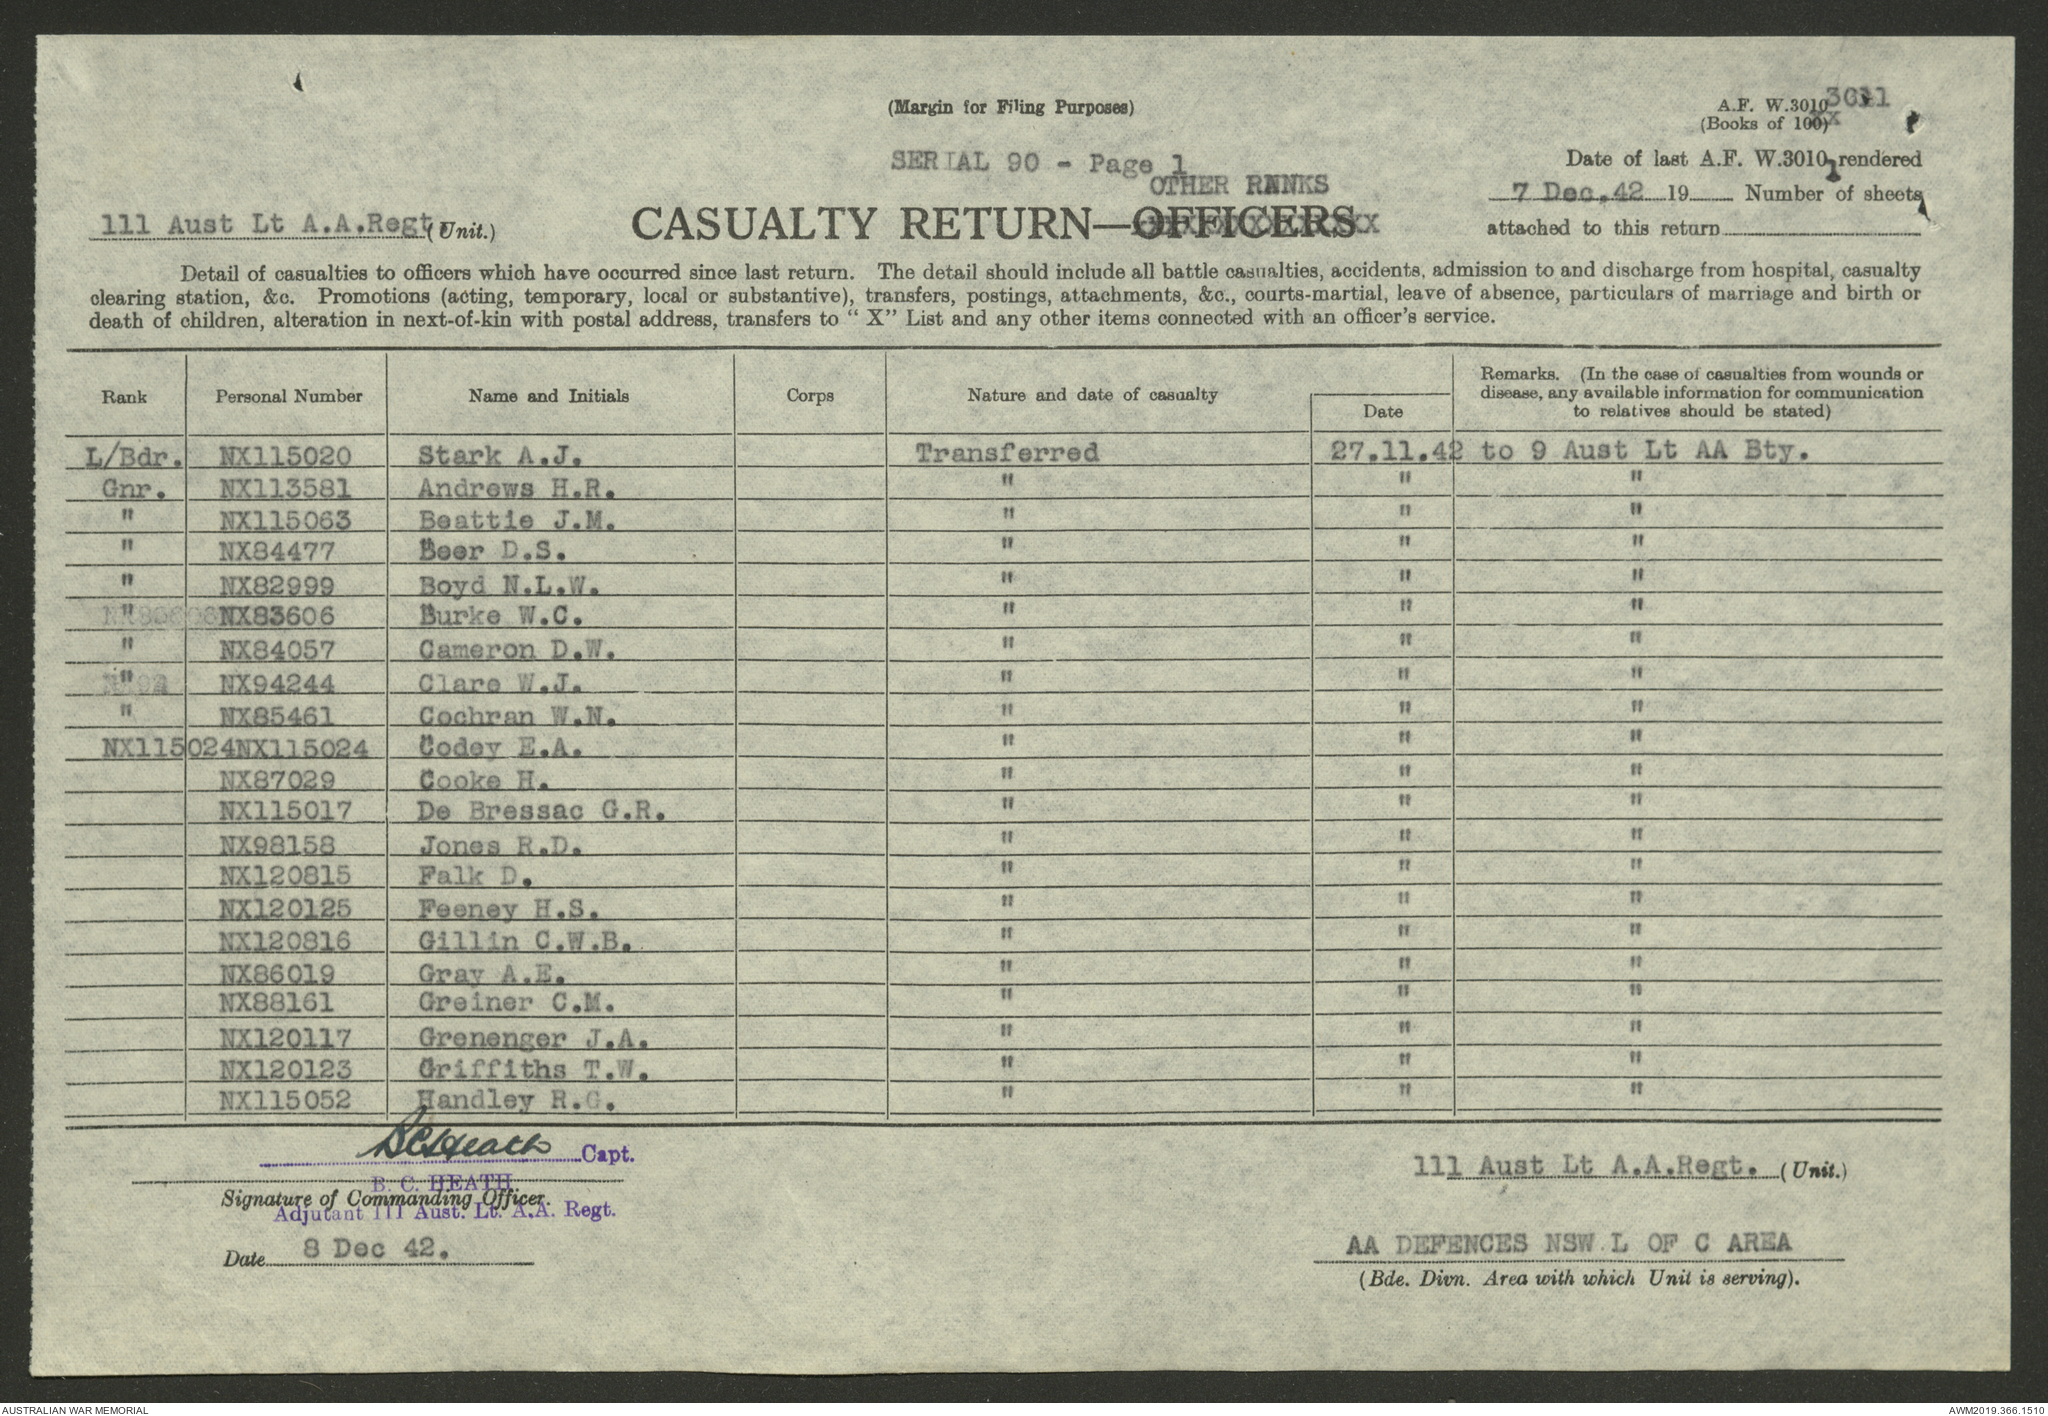 (Margin for Filing Purposes)
A.F. W.3010 3011
(Books of 100)
SERIAL 90 - Page 1
Date of last A.F. W.3010 rendered
OTHER RANKS
7 Dec.42 19 Number of sheets
111 Aust Lt A.A.Regt. (Unit.)
CASUALTY RETURN—OFFICERS
attached to this return
Detail of casualties to officers which have occurred since last return. The detail should include all battle casualties, accidents, admission to and discharge from hospital, casualty
clearing station, &c. Promotions (acting, temporary, local or substantive), transfers, postings, attachments, &c., courts-martial, leave of absence, particulars of marriage and birth or
death of children, alteration in next-of-kin with postal address, transfers to “ X” List and any other items connected with an officer's service.
Rank Personal Number Name and Initials Corps Nature and date of casualty Date Remarks. (In the case of casualties from wounds or
disease, any available information for communication
to relatives should be stated)
L/Bdr. NX115020 Stark A.J. Transferred 27.11.42 to 9 Aust Lt AA Bty.
Gnr. NX113581 Andrews H.R. " " "
" NX115063 Beattie J.M. " " "
" NX84477 Beer D.S. " " "
" NX82999 Boyd N.L.W. " " "
" NX83606 Burke W.C. " " "
" NX84057 Cameron D.W. " " "
" NX94244 Clare W.J. " " "
" NX85461 Cochran W.N. " " "
NX115024NX115024 Codey E.A. " " "
NX87029 Cooke H. " " "
NX115017 De Bressac G.R. " " "
NX98158 Jones R.D. " " "
NX120815 Falk D. " " "
NX120125 Feeney H.S. " " "
NX120816 Gillin C.W.B. " " "
NX86019 Gray A.E. " " "
NX88161 Greiner C.M. " " "
NX120117 Grenenger J.A. " " "
NX120123 Griffiths T.W. " " "
NX115052 Handley R.G. " " "
B C Heath Capt.
B. C. HEATH
Signature of Commanding Officer.
Adjutant 111 Aust. Lt. A.A. Regt.
Date 8 Dec 42.
111 Aust Lt A.A.Regt. (Unit.)
AA DEFENCES NSW L OF C AREA
(Bde. Divn. Area with which Unit is serving).
AUSTRALIAN WAR MEMORIAL
AWM2019.366.1510